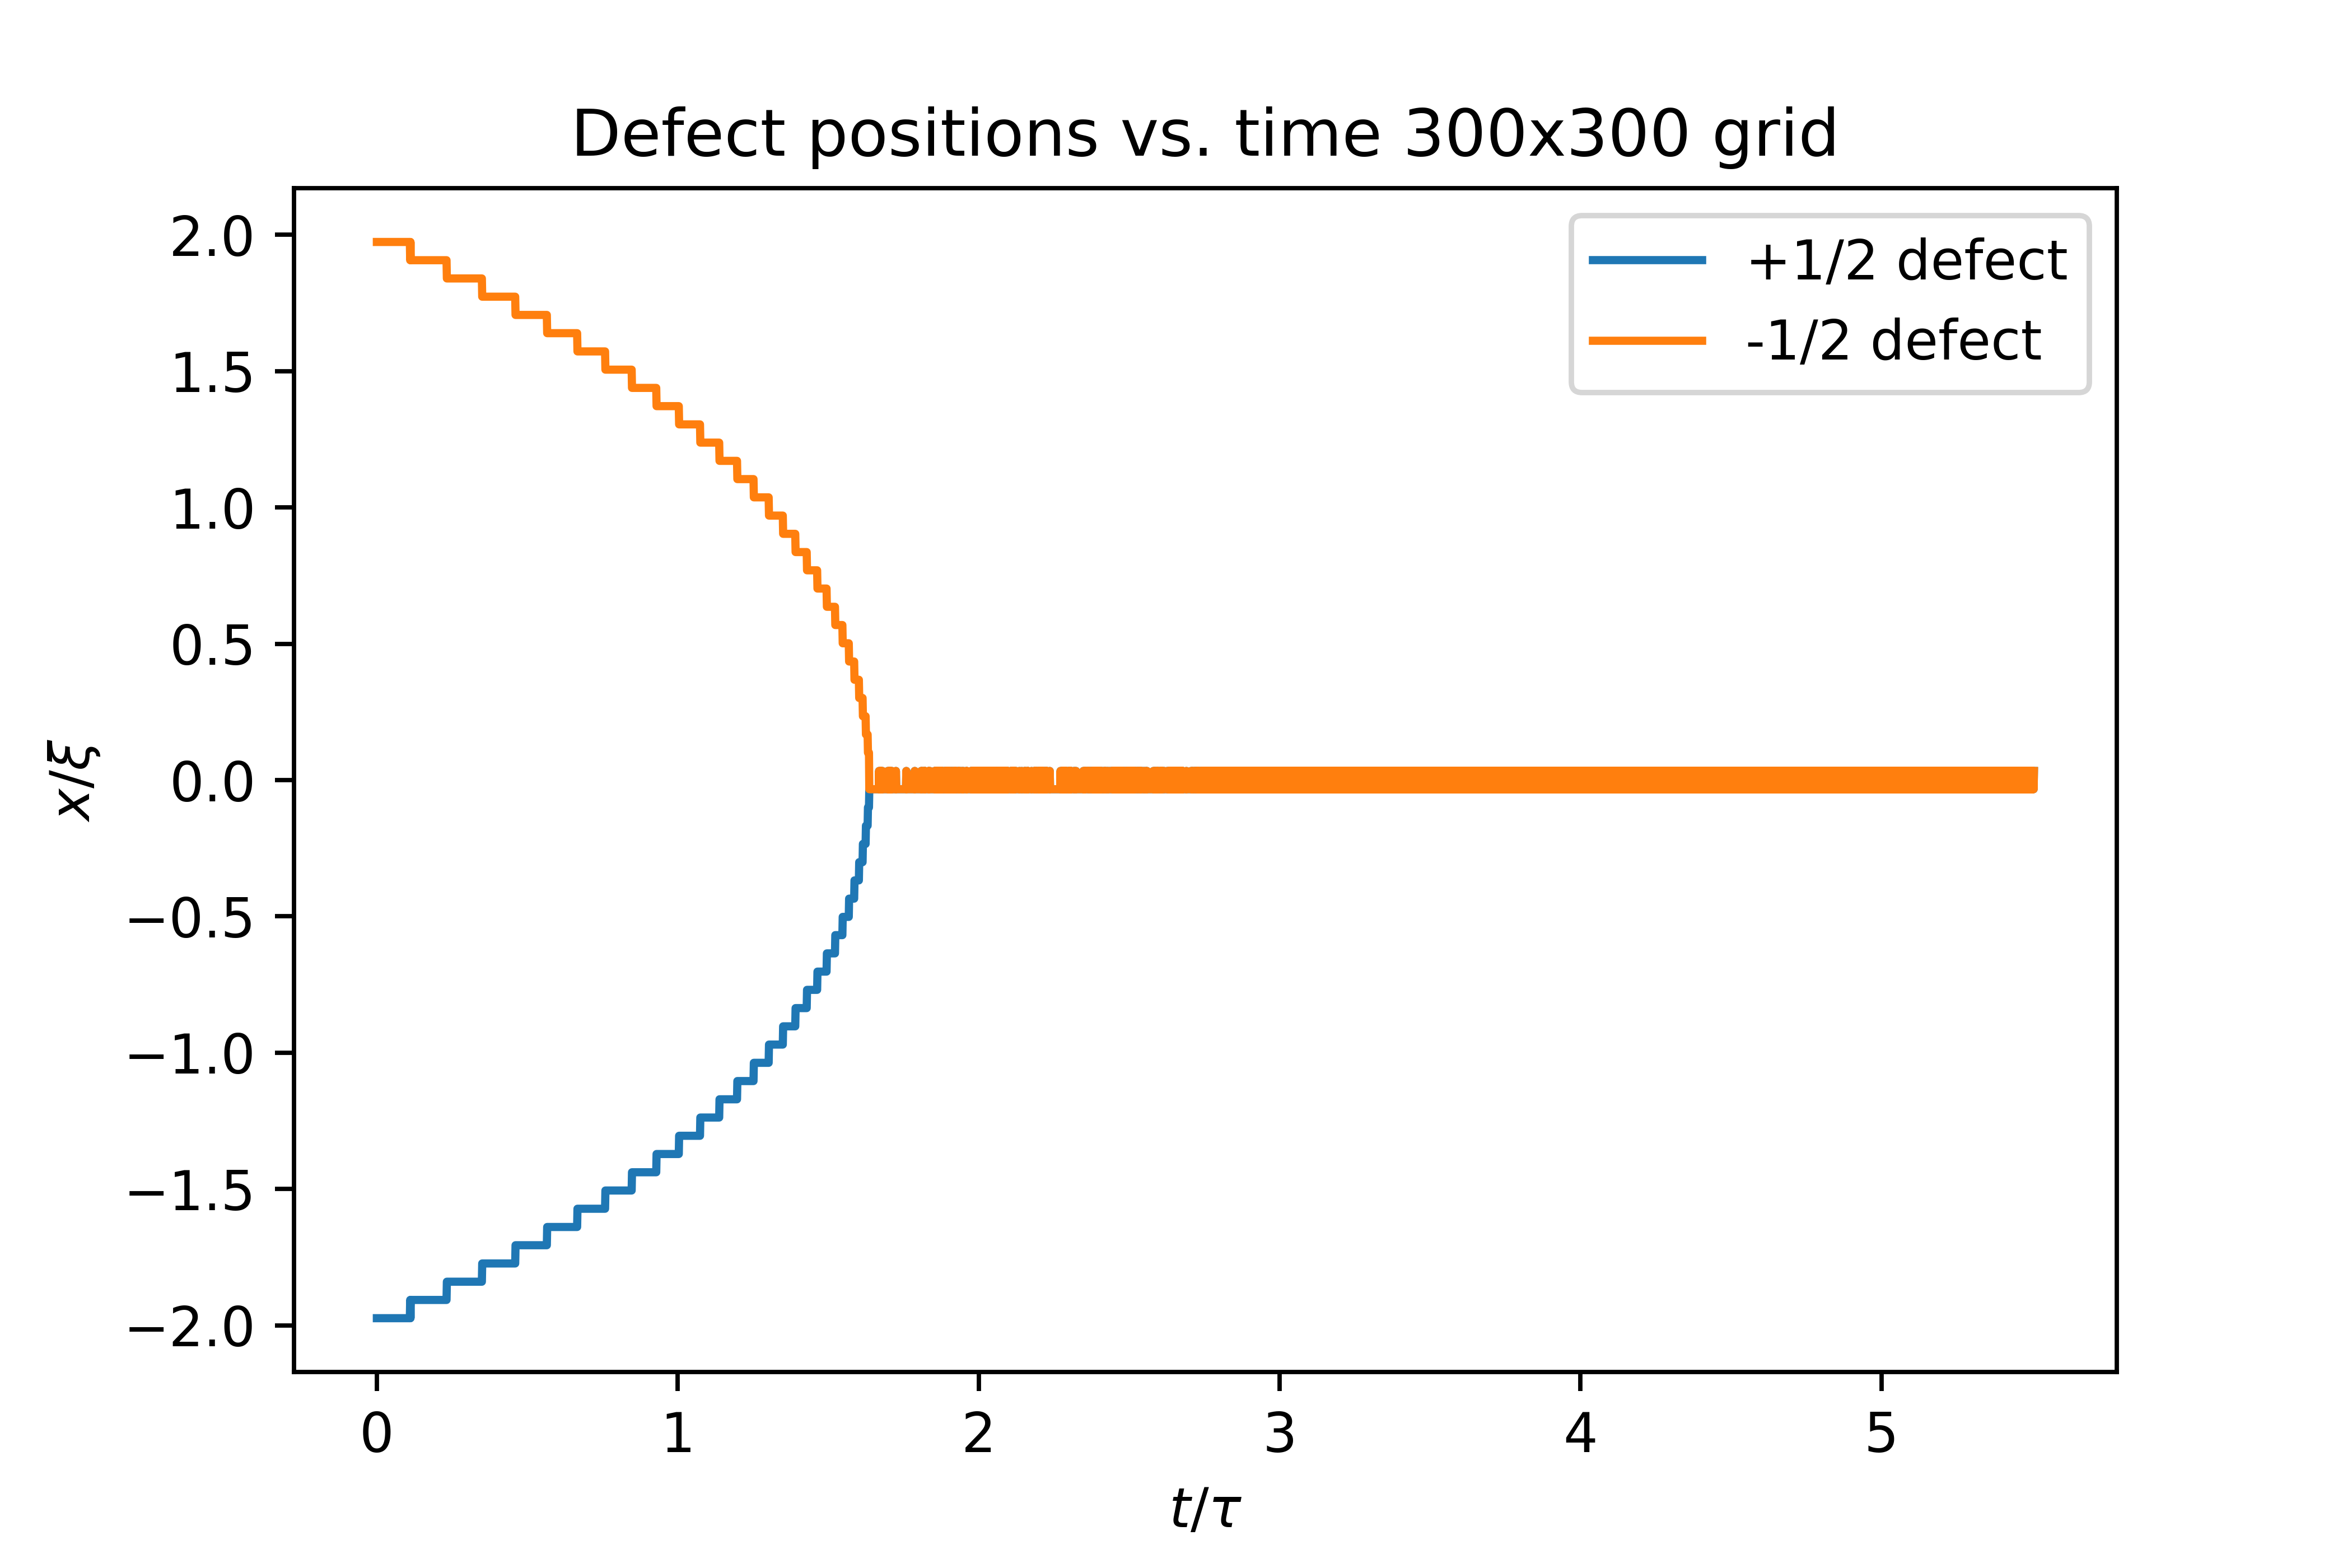 Defect positions vs. time 300x300 grid
+1/2 defect
-1/2 defect
2.0
1.5
1.0
0.5
0.0
−0.5
−1.0
−1.5
−2.0
x/ξ
0 1 2 3 4 5
t/τ